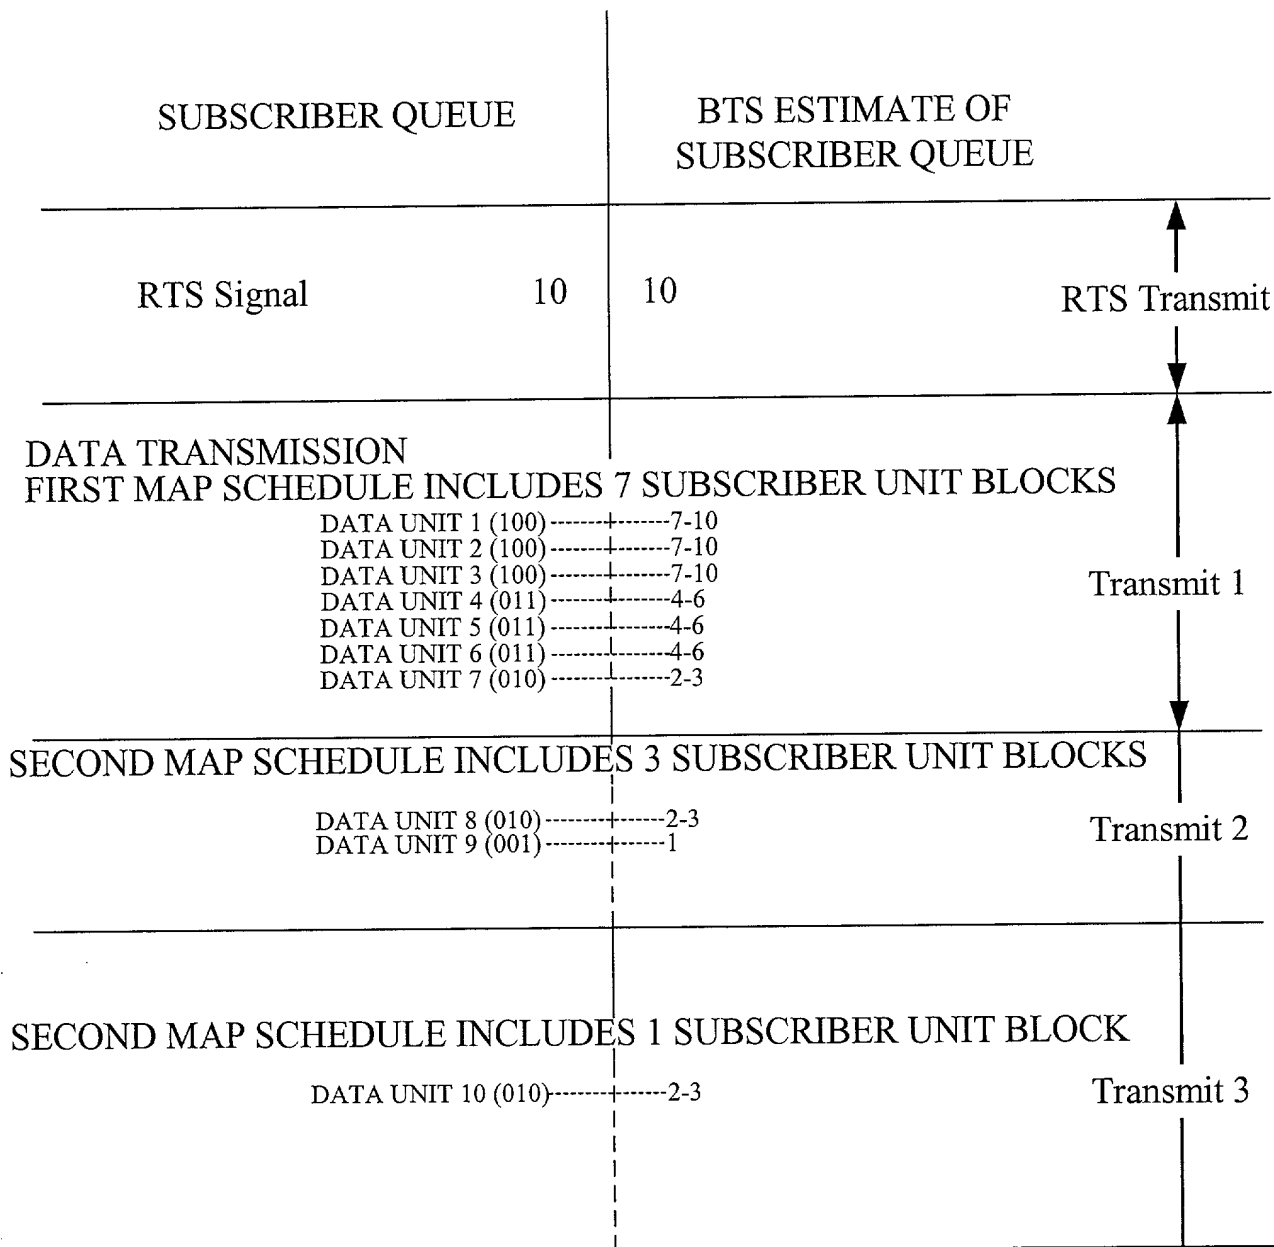 SUBSCRIBER QUEUE
BTS ESTIMATE OF
SUBSCRIBER QUEUE
RTS Signal 10 10
RTS Transmit
DATA TRANSMISSION
FIRST MAP SCHEDULE INCLUDES 7 SUBSCRIBER UNIT BLOCKS
DATA UNIT 1 (100) 7-10
DATA UNIT 2 (100) 7-10
DATA UNIT 3 (100) 7-10
DATA UNIT 4 (011) 4-6
DATA UNIT 5 (011) 4-6
DATA UNIT 6 (011) 4-6
DATA UNIT 7 (010) 2-3
Transmit 1
SECOND MAP SCHEDULE INCLUDES 3 SUBSCRIBER UNIT BLOCKS
DATA UNIT 8 (010) 2-3
DATA UNIT 9 (001) 1
Transmit 2
SECOND MAP SCHEDULE INCLUDES 1 SUBSCRIBER UNIT BLOCK
DATA UNIT 10 (010) 2-3
Transmit 3